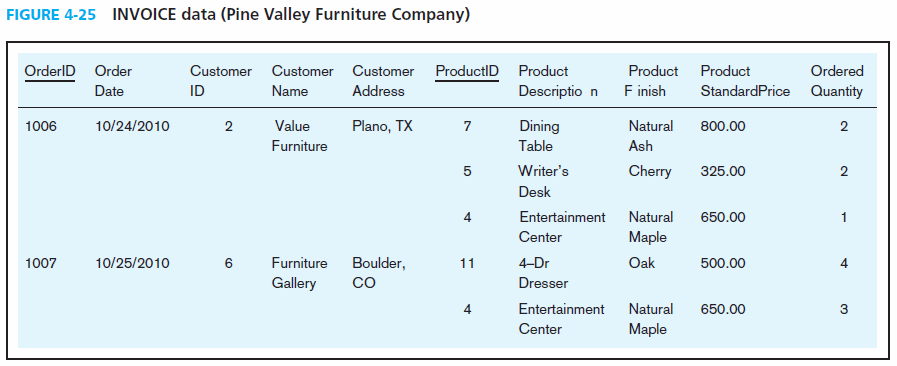 FIGURE 4-25 INVOICE data (Pine Valley Furniture Company)
OrderID Order Customer Customer Customer ProductID Product Product Product Ordered
Date ID Name Address Descriptio n F inish StandardPrice Quantity
1006 10/24/2010 2 Value Plano, TX 7 Dining Natural 800.00 2
Furniture Table Ash
5 Writer's Cherry 325.00 2
Desk
4 Entertainment Natural 650.00 1
Center Maple
1007 10/25/2010 6 Furniture Boulder, 11 4–Dr Oak 500.00 4
Gallery CO Dresser
4 Entertainment Natural 650.00 3
Center Maple